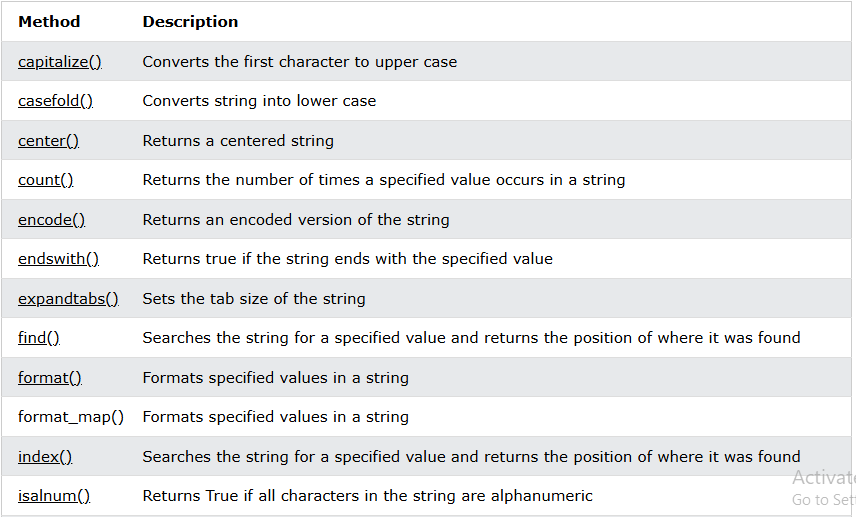 Method Description
capitalize() Converts the first character to upper case
casefold() Converts string into lower case
center() Returns a centered string
count() Returns the number of times a specified value occurs in a string
encode() Returns an encoded version of the string
endswith() Returns true if the string ends with the specified value
expandtabs() Sets the tab size of the string
find() Searches the string for a specified value and returns the position of where it was found
format() Formats specified values in a string
format_map() Formats specified values in a string
index() Searches the string for a specified value and returns the position of where it was found
Activate
isalnum() Returns True if all characters in the string are alphanumeric
Go to Set